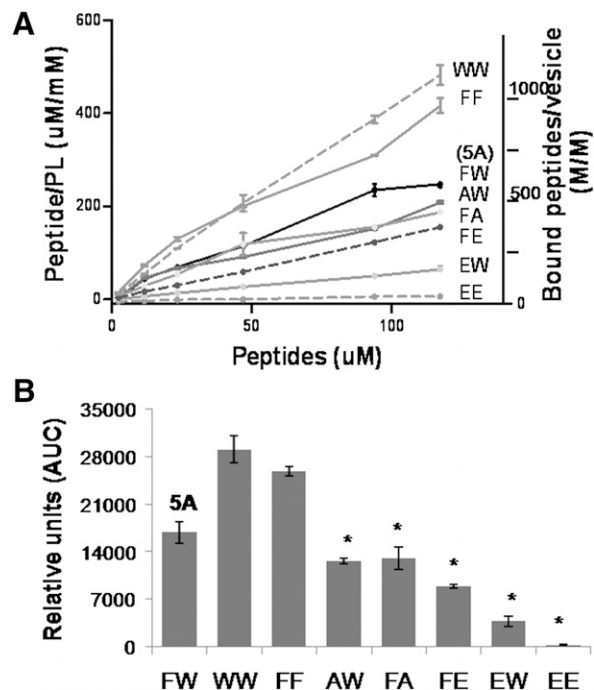 A
Peptide/PL (uM/mM)
600
400
200
0
0
50
100
Peptides (uM)
WW
FF
(5A)
FW
AW
FA
FE
EW
EE
1000
500
0
Bound peptides/vesicle
(M/M)
B
Relative units (AUC)
35000
28000
21000
14000
7000
0
5A
*
*
*
*
*
FW WW FF AW FA FE EW EE